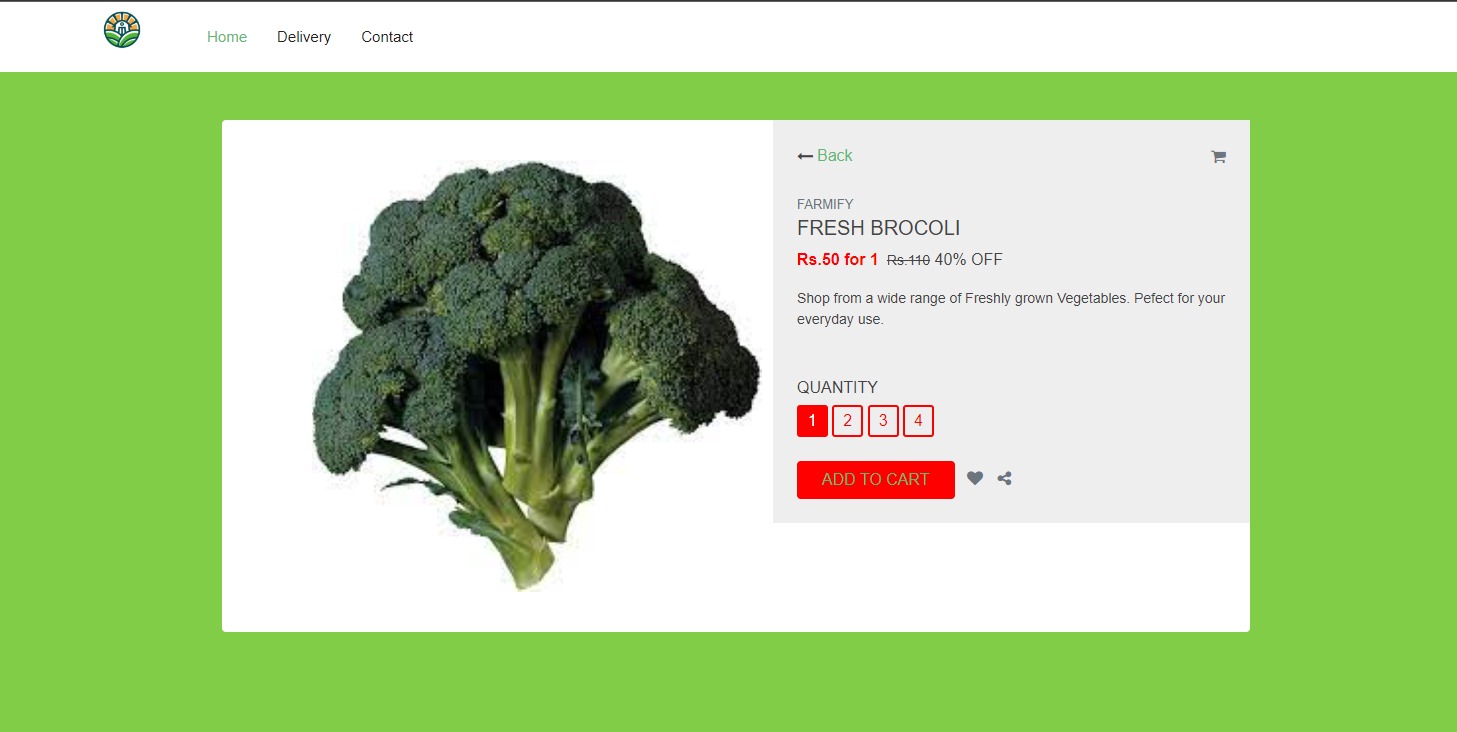 Home Delivery Contact
Back
FARMIFY
FRESH BROCOLI
Rs.50 for 1 Rs.110 40% OFF
Shop from a wide range of Freshly grown Vegetables. Pefect for your
everyday use.
QUANTITY
1 2 3 4
ADD TO CART